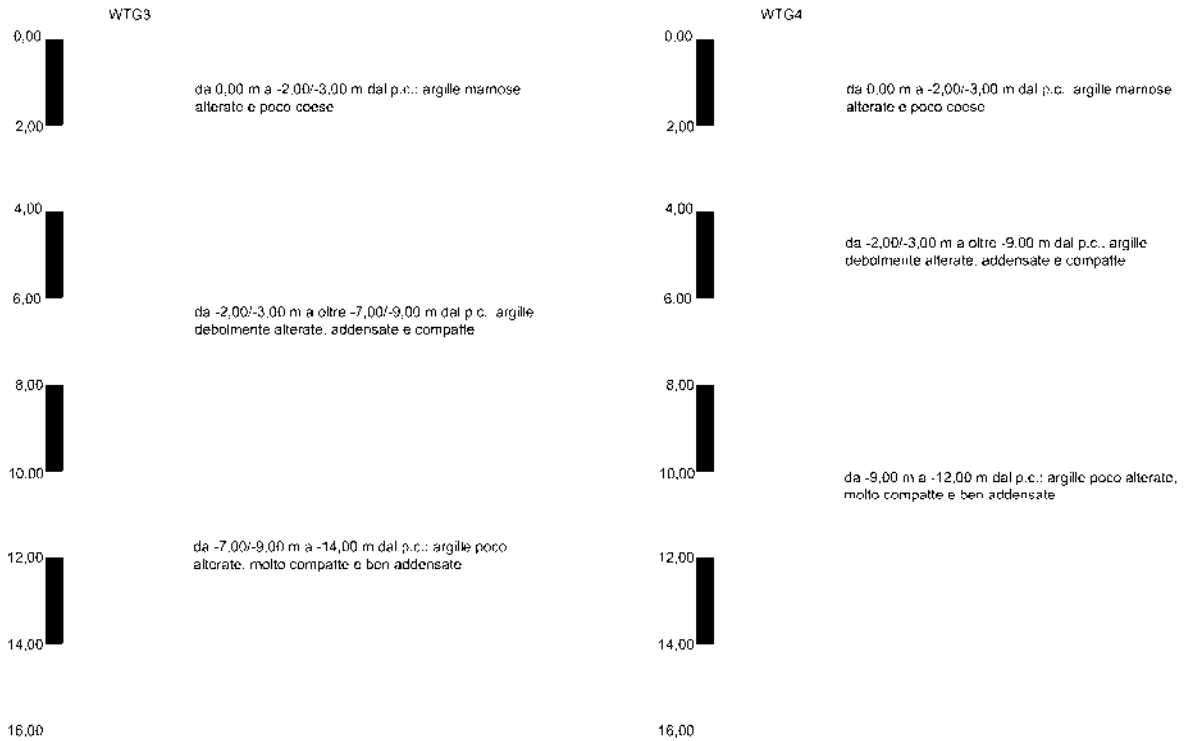 WTG3
0,00
da 0,00 m a -2,00/-3,00 m dal p.c.: argille marnose
alterate e poco coese
2,00
4,00
6,00
da -2,00/-3,00 m a oltre -7,00/-9,00 m dal p.c. argille
debolmente alterate, addensate e compatte
8,00
10,00
da -7,00/-9,00 m a -14,00 m dal p.c.: argille poco
alterate, molto compatte e ben addensate
12,00
14,00
16,00
WTG4
0,00
da 0,00 m a -2,00/-3,00 m dal p.c. argille marnose
alterate e poco coese
2,00
4,00
da -2,00/-3,00 m a oltre -9,00 m dal p.c.. argille
debolmente alterate, addensate e compatte
6,00
8,00
10,00
da -9,00 m a -12,00 m dal p.c.: argille poco alterate,
molto compatte e ben addensate
12,00
14,00
16,00